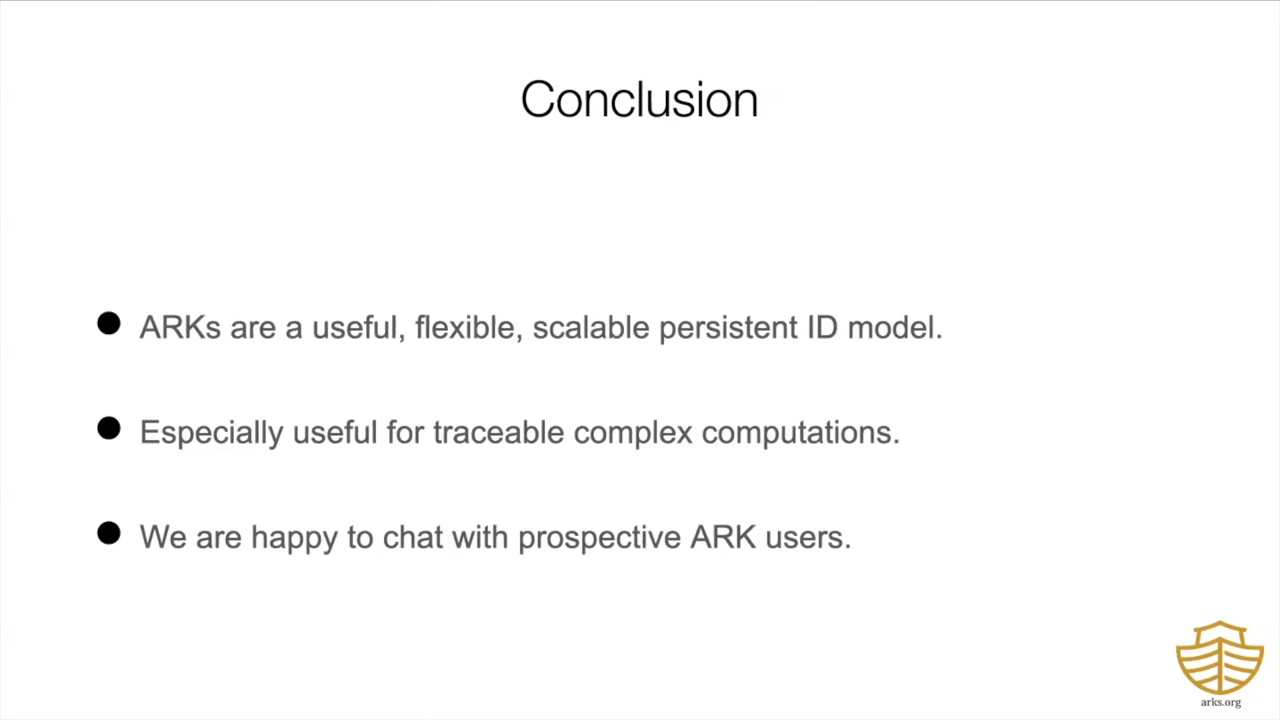 Conclusion
● ARKs are a useful, flexible, scalable persistent ID model.
● Especially useful for traceable complex computations.
● We are happy to chat with prospective ARK users.
arks.org